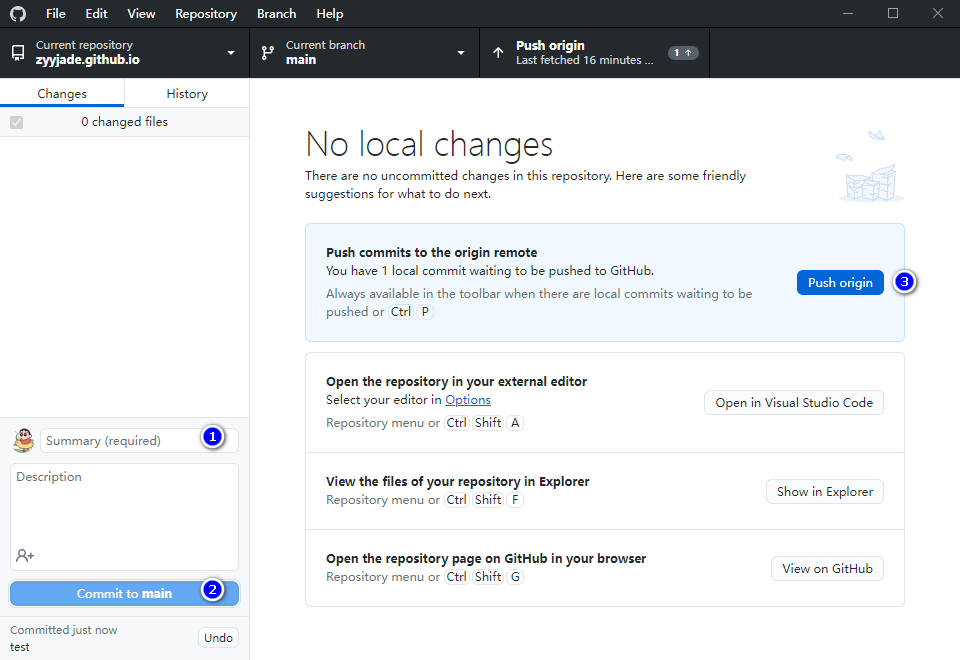 File Edit View Repository Branch Help
Current repository
zyyjade.github.io
Current branch
main
Push origin
Last fetched 16 minutes ...
1
Changes
History
0 changed files
No local changes
There are no uncommitted changes in this repository. Here are some friendly
suggestions for what to do next.
Push commits to the origin remote
You have 1 local commit waiting to be pushed to GitHub.
Always available in the toolbar when there are local commits waiting to be
pushed or Ctrl P
Push origin
3
Open the repository in your external editor
Select your editor in Options
Repository menu or Ctrl Shift A
Open in Visual Studio Code
View the files of your repository in Explorer
Repository menu or Ctrl Shift F
Show in Explorer
Open the repository page on GitHub in your browser
Repository menu or Ctrl Shift G
View on GitHub
Summary (required)
1
Description
Commit to main
2
Committed just now
test
Undo